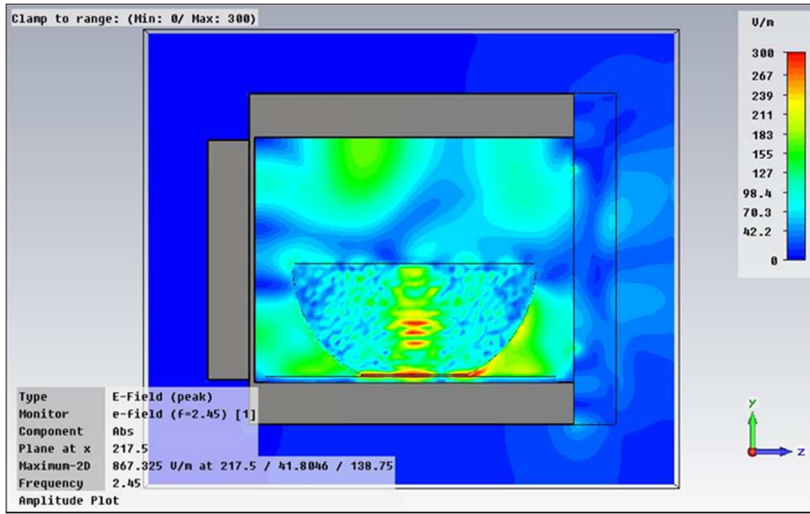 Clamp to range: (Min: 0/ Max: 300)
V/m
300
267
239
211
183
155
127
98.4
70.3
42.2
0
Type E-Field (peak)
Monitor e-field (f=2.45) [1]
Component Abs
Plane at x 217.5
Maximum-2D 867.325 V/m at 217.5 / 41.8046 / 138.75
Frequency 2.45
Amplitude Plot
y
z